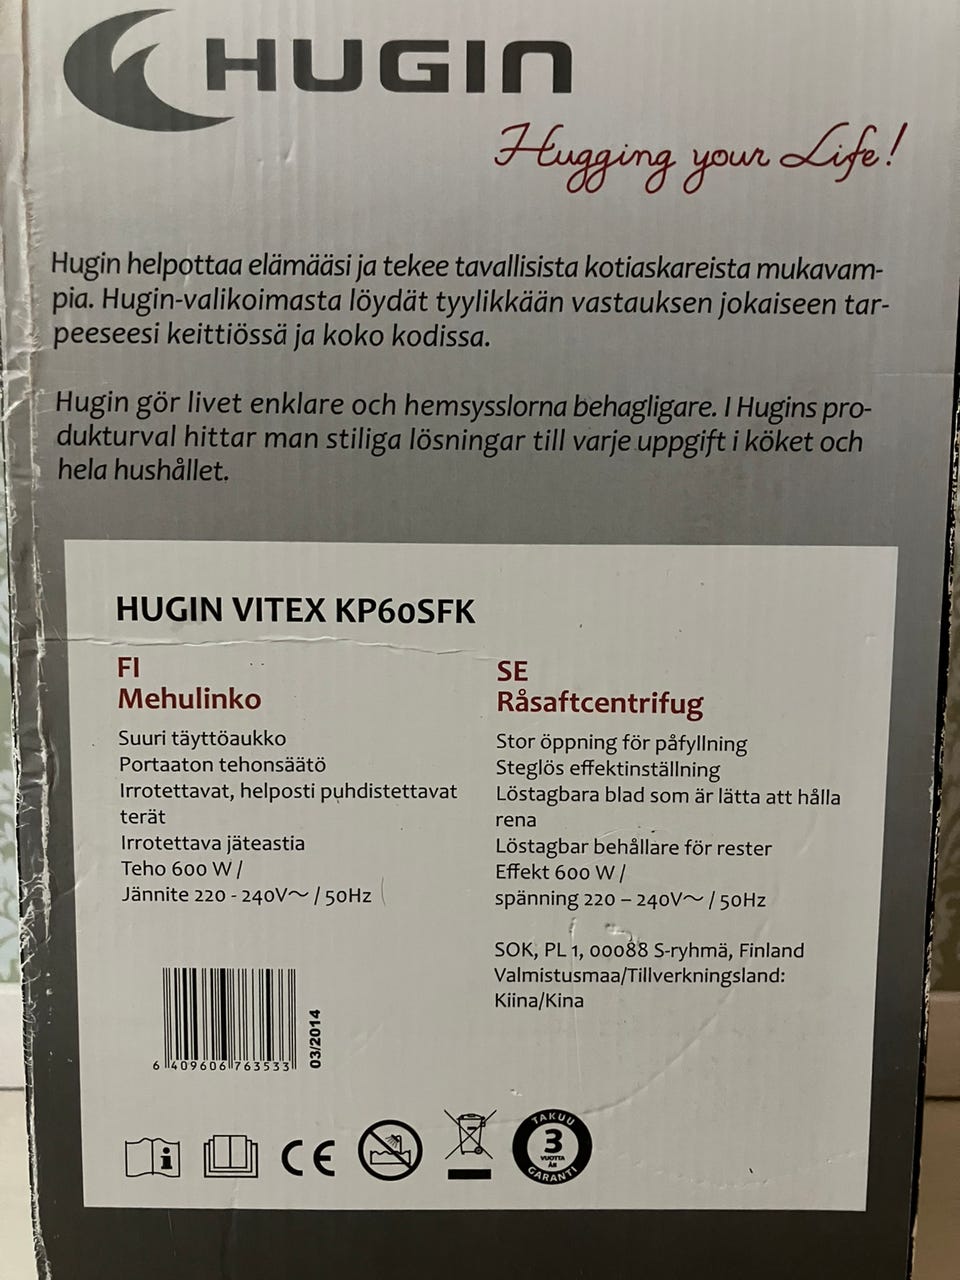 HUGIN
Hugging your Life!
Hugin helpottaa elämääsi ja tekee tavallisista kotiaskareista mukavam-
pia. Hugin-valikoimasta löydät tyylikkään vastauksen jokaiseen tar-
peeseesi keittiössä ja koko kodissa.
Hugin gör livet enklare och hemsysslorna behagligare. I Hugins pro-
dukturval hittar man stiliga lösningar till varje uppgift i köket och
hela hushållet.
HUGIN VITEX KP60SFK
FI
Mehulinko
Suuri täyttöaukko
Portaaton tehonsäätö
Irrotettavat, helposti puhdistettavat
terät
Irrotettava jäteastia
Teho 600 W /
Jännite 220 - 240V～ / 50Hz
SE
Råsaftcentrifug
Stor öppning för påfyllning
Steglös effektinställning
Löstagbara blad som är lätta att hålla
rena
Löstagbar behållare för rester
Effekt 600 W /
spänning 220 – 240V～ / 50Hz
SOK, PL 1, 00088 S-ryhmä, Finland
Valmistusmaa/Tillverkningsland:
Kiina/Kina
6 409606 763533
03/2014
CE
TAKUU
3
VUOTTA
ÅR
GARANTI